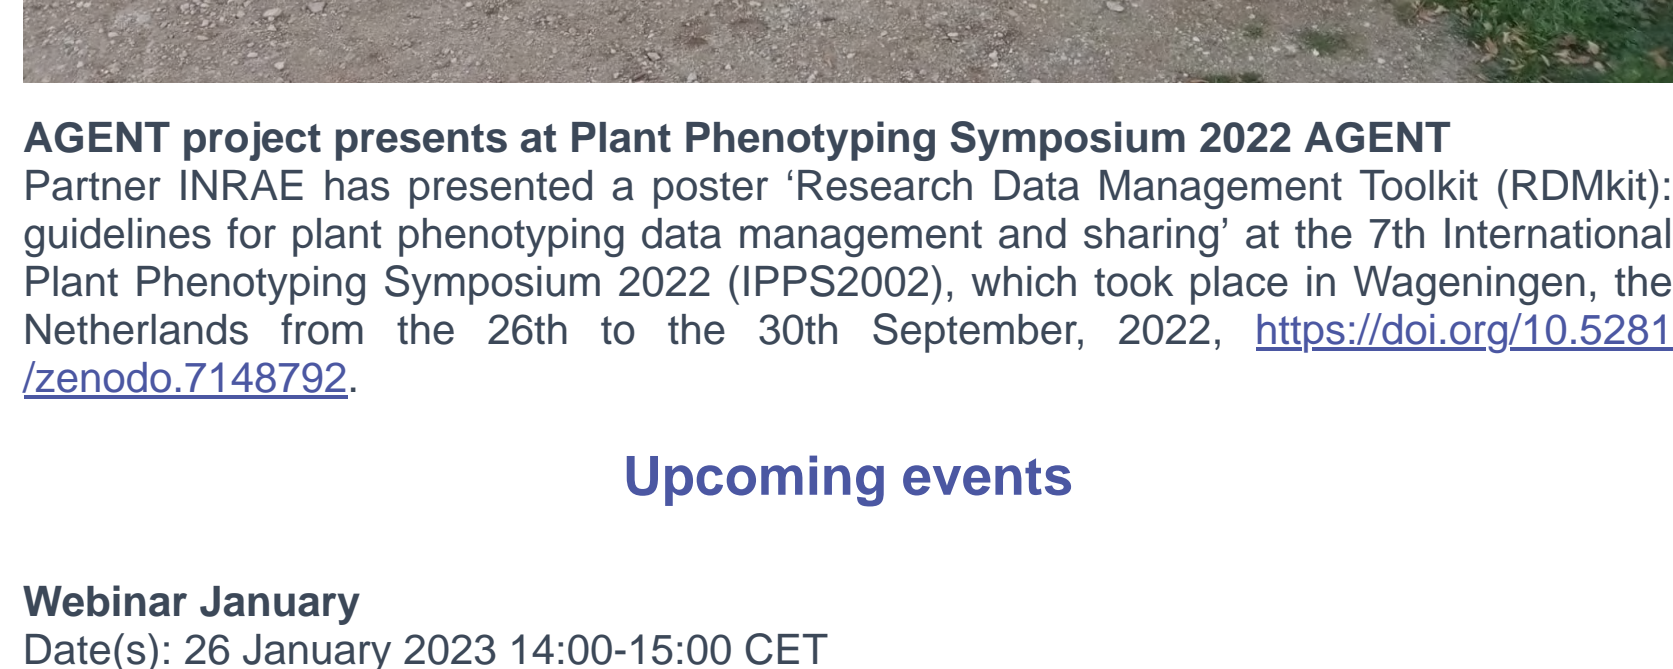 AGENT project presents at Plant Phenotyping Symposium 2022 AGENT
Partner INRAE has presented a poster ‘Research Data Management Toolkit (RDMkit):
guidelines for plant phenotyping data management and sharing’ at the 7th International
Plant Phenotyping Symposium 2022 (IPPS2002), which took place in Wageningen, the
Netherlands from the 26th to the 30th September, 2022, https://doi.org/10.5281
/zenodo.7148792.
Upcoming events
Webinar January
Date(s): 26 January 2023 14:00-15:00 CET